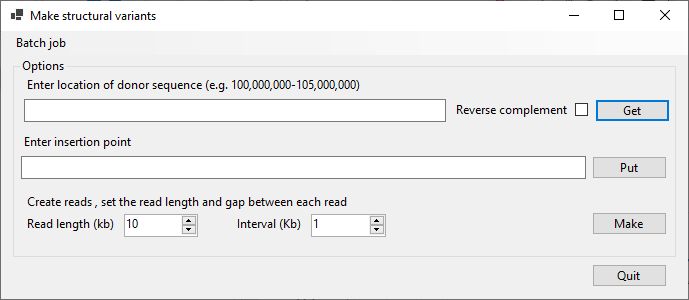 Make structural variants
Batch job
Options
Enter location of donor sequence (e.g. 100,000,000-105,000,000)
Reverse complement Get
Enter insertion point
Put
Create reads , set the read length and gap between each read
Read length (kb) 10 Interval (Kb) 1 Make
Quit